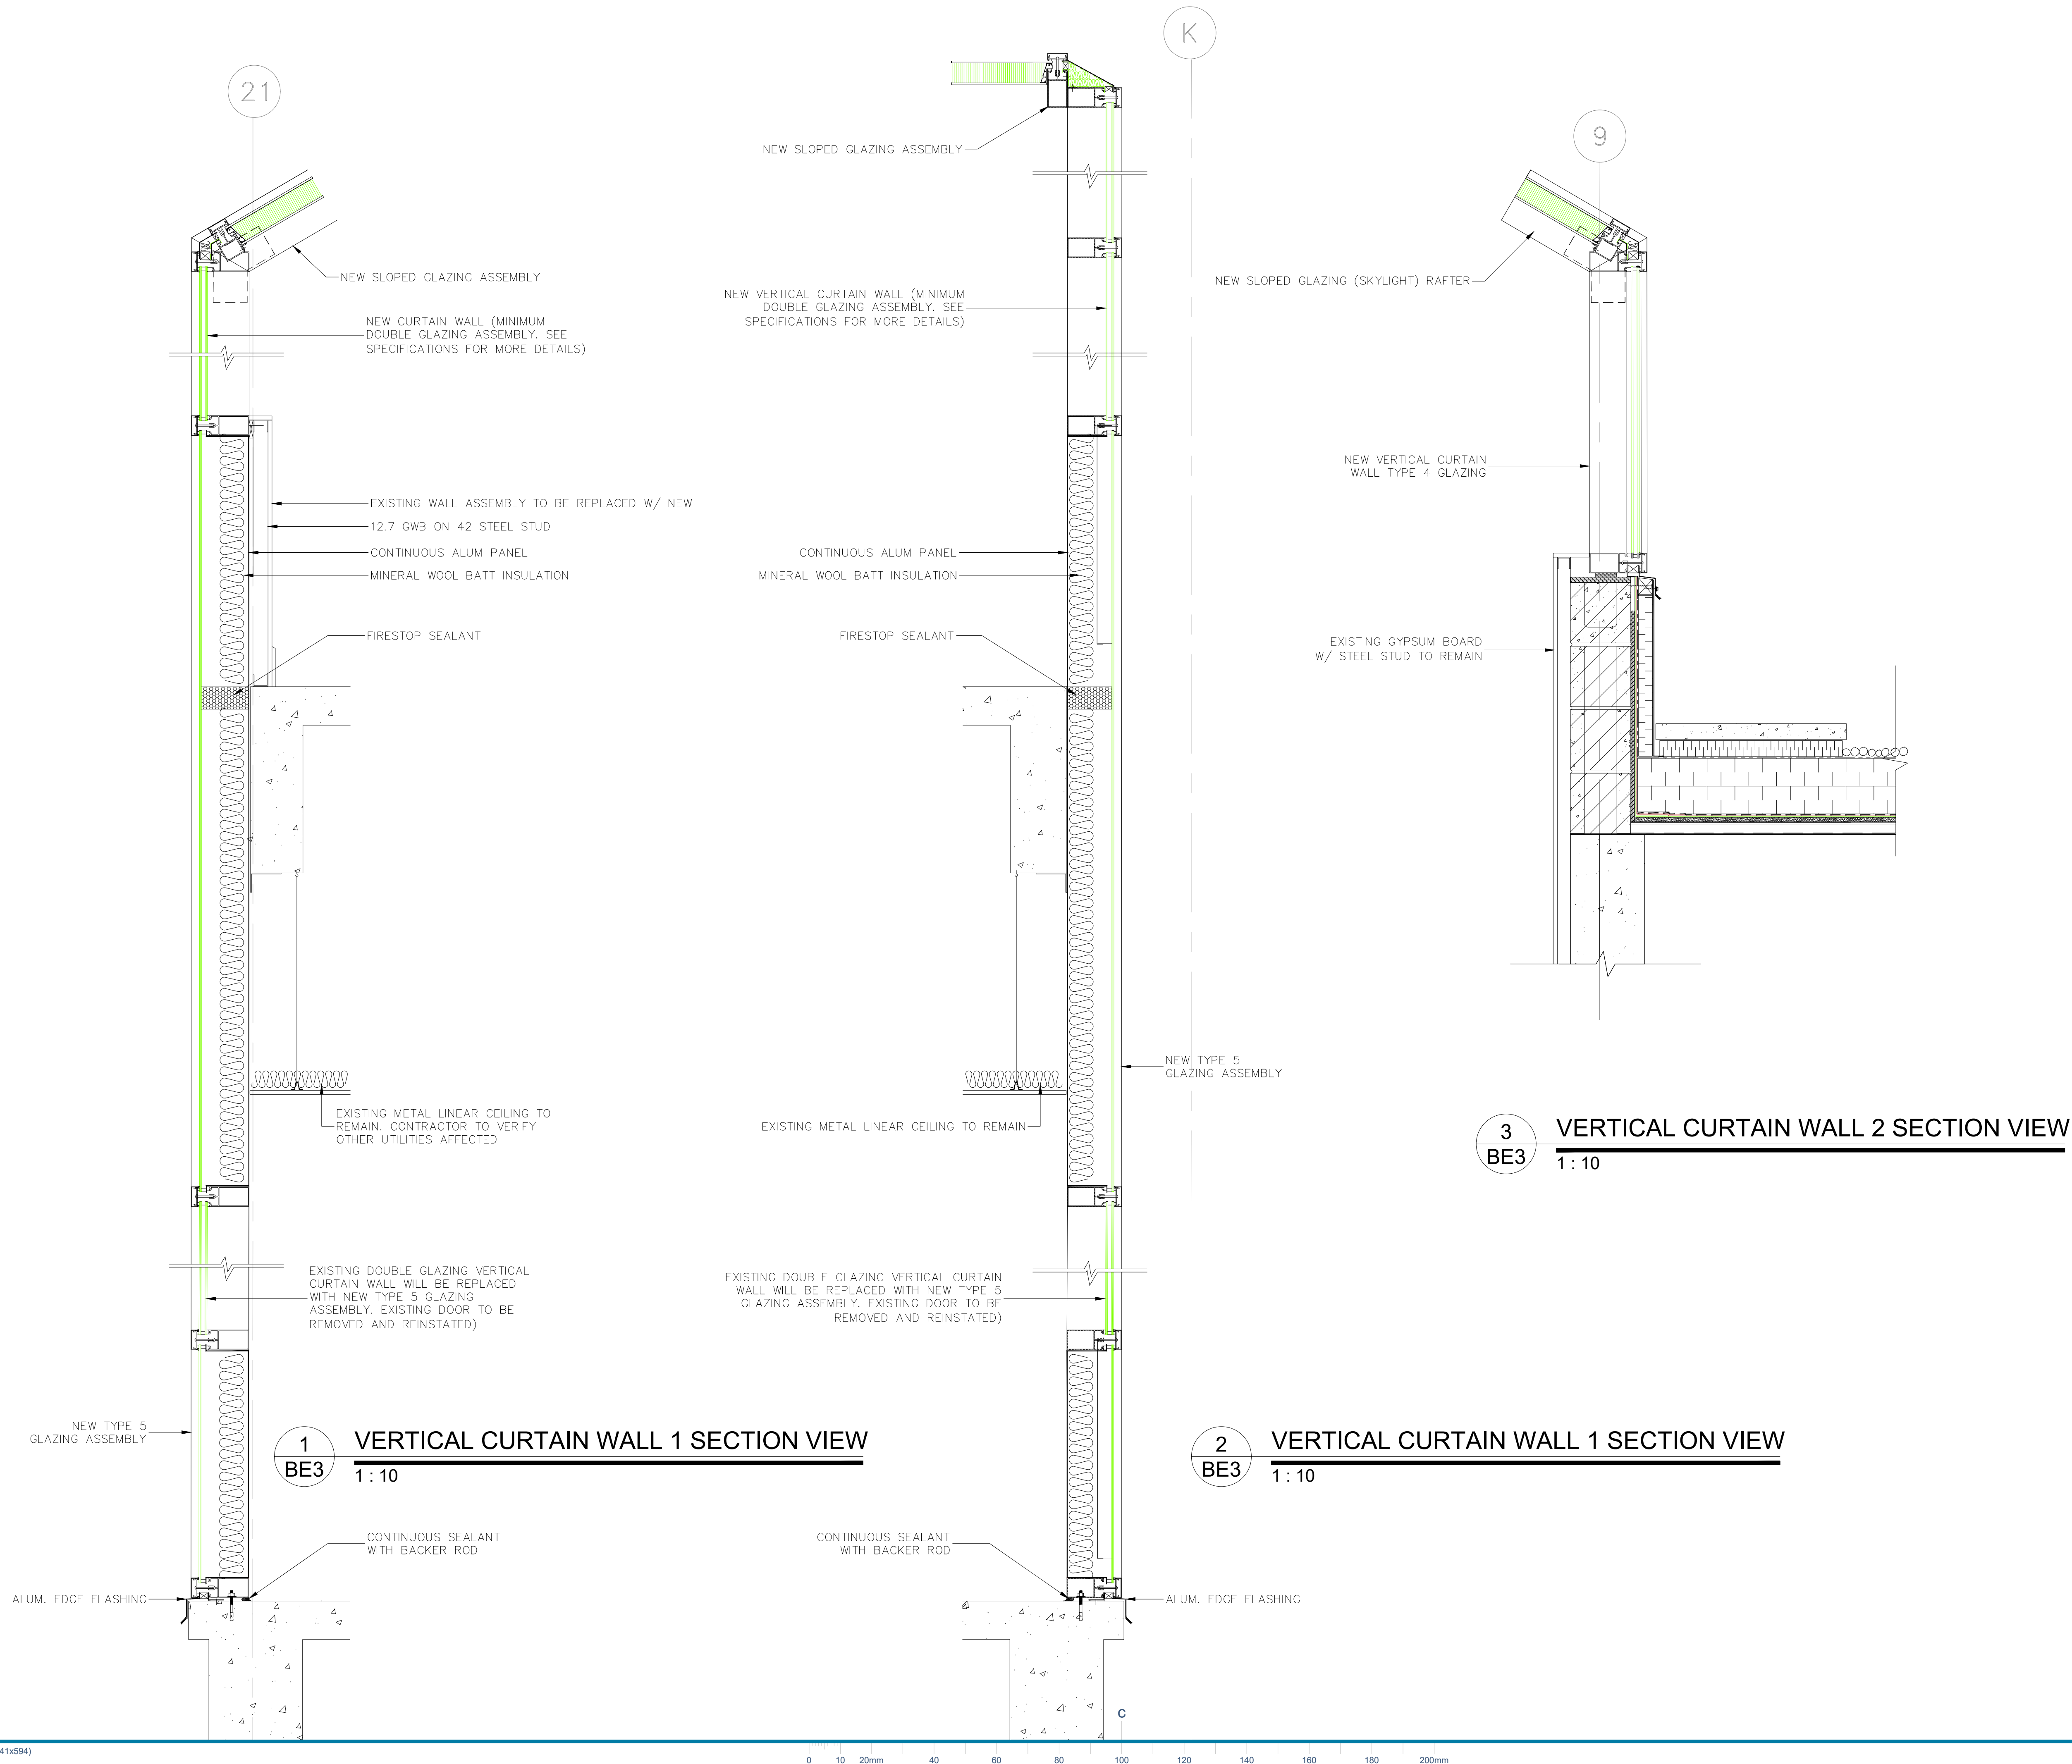 21
NEW SLOPED GLAZING ASSEMBLY
NEW CURTAIN WALL (MINIMUM
DOUBLE GLAZING ASSEMBLY. SEE
SPECIFICATIONS FOR MORE DETAILS)
EXISTING WALL ASSEMBLY TO BE REPLACED W/ NEW
12.7 GWB ON 42 STEEL STUD
CONTINUOUS ALUM PANEL
MINERAL WOOL BATT INSULATION
FIRESTOP SEALANT
EXISTING METAL LINEAR CEILING TO
REMAIN. CONTRACTOR TO VERIFY
OTHER UTILITIES AFFECTED
EXISTING DOUBLE GLAZING VERTICAL
CURTAIN WALL WILL BE REPLACED
WITH NEW TYPE 5 GLAZING
ASSEMBLY. EXISTING DOOR TO BE
REMOVED AND REINSTATED)
NEW TYPE 5
GLAZING ASSEMBLY
CONTINUOUS SEALANT
WITH BACKER ROD
ALUM. EDGE FLASHING
1
BE3
VERTICAL CURTAIN WALL 1 SECTION VIEW
1 : 10
K
NEW SLOPED GLAZING ASSEMBLY
NEW VERTICAL CURTAIN WALL (MINIMUM
DOUBLE GLAZING ASSEMBLY. SEE
SPECIFICATIONS FOR MORE DETAILS)
CONTINUOUS ALUM PANEL
MINERAL WOOL BATT INSULATION
FIRESTOP SEALANT
NEW TYPE 5
GLAZING ASSEMBLY
EXISTING METAL LINEAR CEILING TO REMAIN
EXISTING DOUBLE GLAZING VERTICAL CURTAIN
WALL WILL BE REPLACED WITH NEW TYPE 5
GLAZING ASSEMBLY. EXISTING DOOR TO BE
REMOVED AND REINSTATED)
CONTINUOUS SEALANT
WITH BACKER ROD
ALUM. EDGE FLASHING
2
BE3
VERTICAL CURTAIN WALL 1 SECTION VIEW
1 : 10
9
NEW SLOPED GLAZING (SKYLIGHT) RAFTER
NEW VERTICAL CURTAIN
WALL TYPE 4 GLAZING
EXISTING GYPSUM BOARD
W/ STEEL STUD TO REMAIN
3
BE3
VERTICAL CURTAIN WALL 2 SECTION VIEW
1 : 10
C
41x594)
0 10 20mm 40 60 80 100 120 140 160 180 200mm